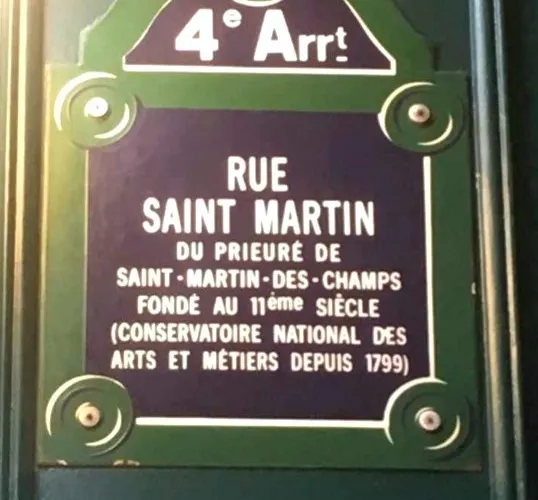 4e Arrt
RUE
SAINT MARTIN
DU PRIEURÉ DE
SAINT-MARTIN-DES-CHAMPS
FONDÉ AU 11ème SIÈCLE
(CONSERVATOIRE NATIONAL DES
ARTS ET MÉTIERS DEPUIS 1799)